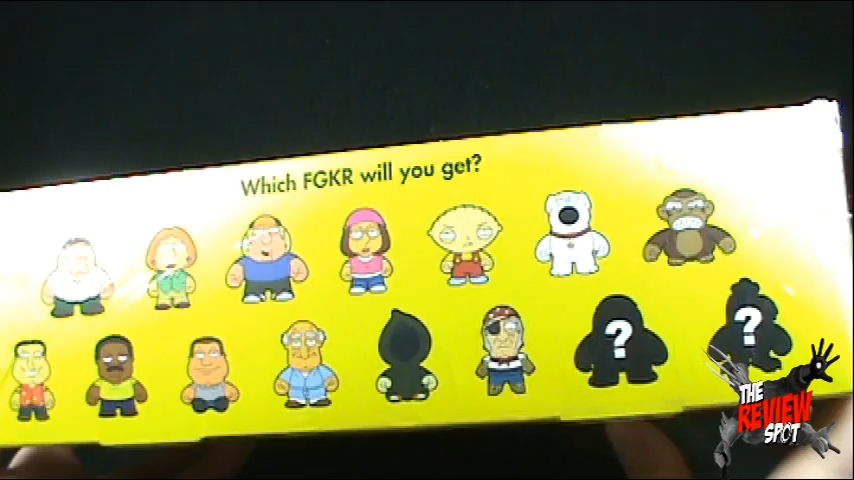 Which FGKR will you get?
?
?
THE
REVIEW
SPOT